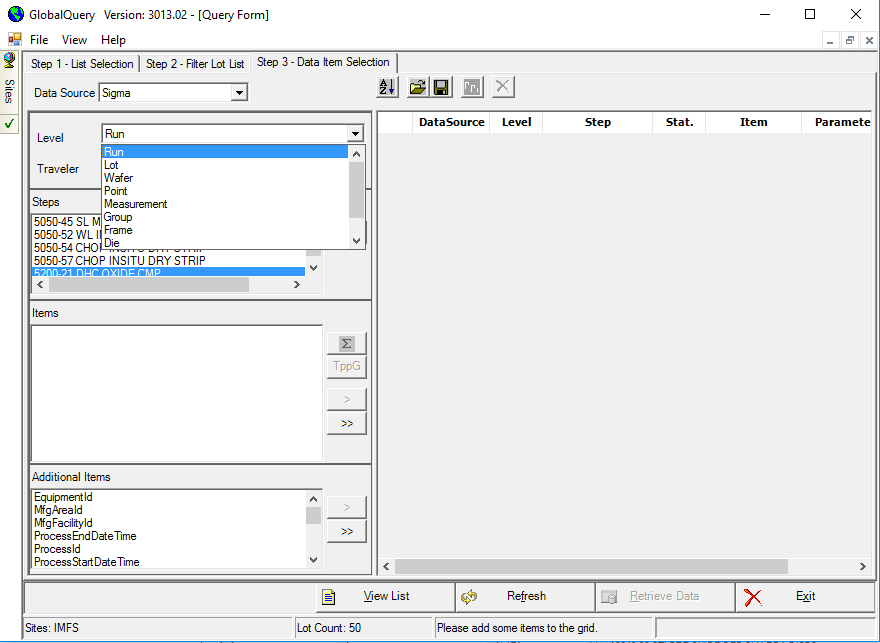 GlobalQuery Version: 3013.02 - [Query Form]
File View Help
Sites
Step 1 - List Selection Step 2 - Filter Lot List Step 3 - Data Item Selection
Data Source Sigma
Level Run
Run
Lot
Wafer
Point
Measurement
Group
Frame
Die
Traveler
Steps
5050-45 SL M
5050-52 WL I
5050-54 CHOP INSITU DRY STRIP
5050-57 CHOP INSITU DRY STRIP
5200-21 DHC OXIDE CMP
Items
Σ
TppG
>
>>
Additional Items
EquipmentId
MfgAreaId
MfgFacilityId
ProcessEndDateTime
ProcessId
ProcessStartDateTime
>
>>
DataSource Level Step Stat. Item Paramete
View List Refresh Retrieve Data Exit
Sites: IMFS Lot Count: 50 Please add some items to the grid.